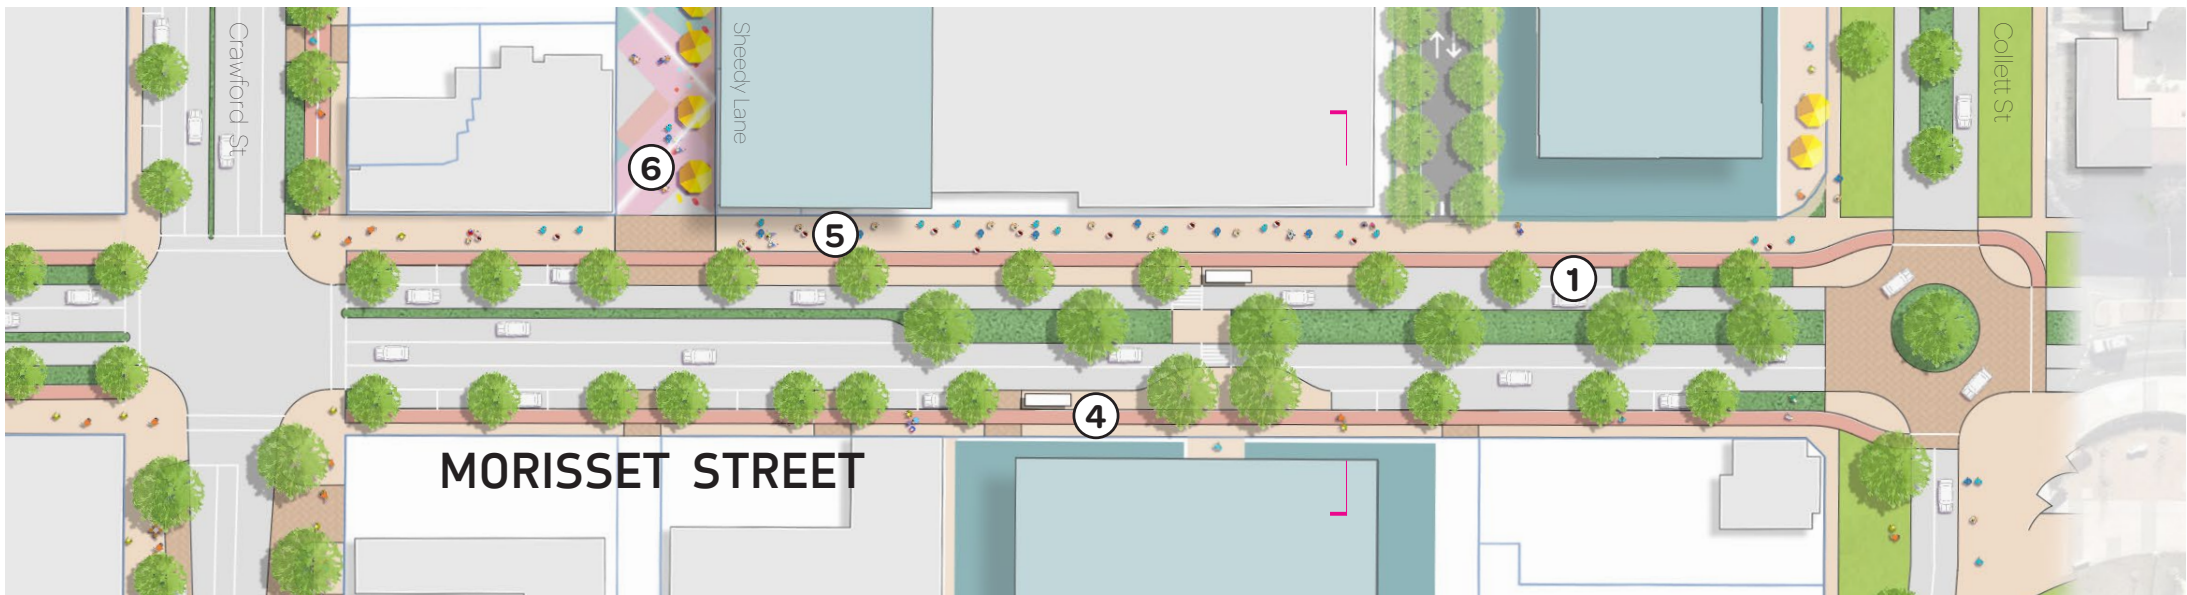 Crawford St
Sheedy Lane
Collett St
6
5
1
4
MORISSET STREET